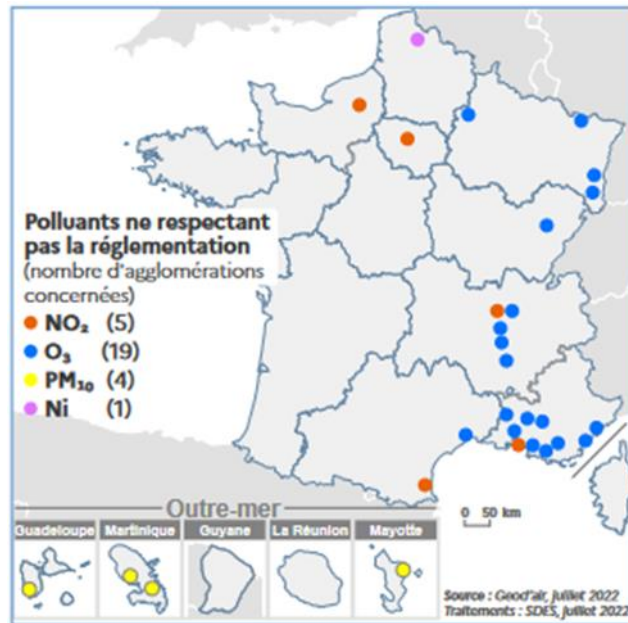 Polluants ne respectant
pas la réglementation
(nombre d'agglomérations
concernées)
NO₂ (5)
O₃ (19)
PM₁₀ (4)
Ni (1)
Outre-mer
Guadeloupe
Martinique
Guyane
La Réunion
Mayotte
0 50 km
Source : Geod'air, juillet 2022
Traitements : SDES, juillet 2022